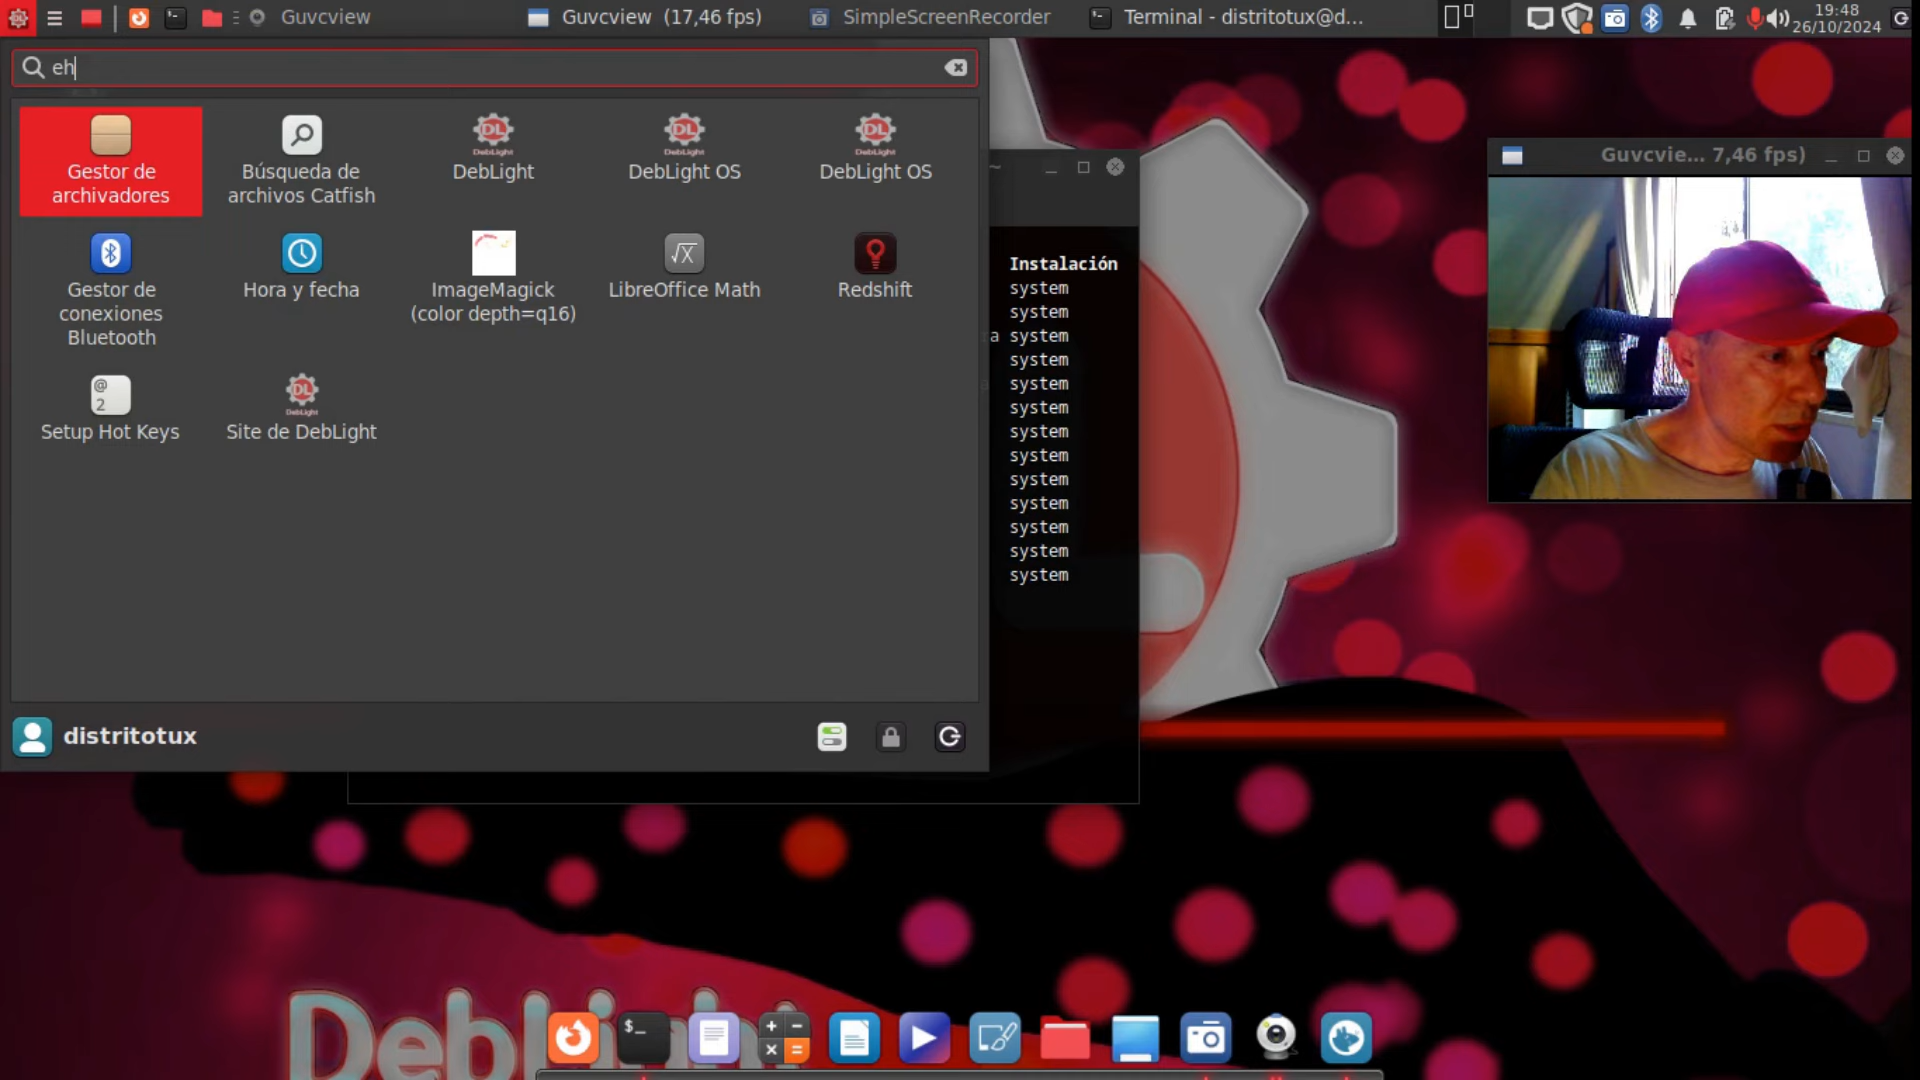 Guvcview
Guvcview (17,46 fps)
SimpleScreenRecorder
Terminal - distritotux@d...
19:48
26/10/2024
eh
Gestor de
archivadores
Búsqueda de
archivos Catfish
DebLight
DebLight OS
DebLight OS
Gestor de
conexiones
Bluetooth
Hora y fecha
ImageMagick
(color depth=q16)
LibreOffice Math
Redshift
Setup Hot Keys
Site de DebLight
distritotux
Instalación
system
system
ra system
system
system
system
system
system
system
system
system
system
system
Guvcvie... 7,46 fps)
DebLight